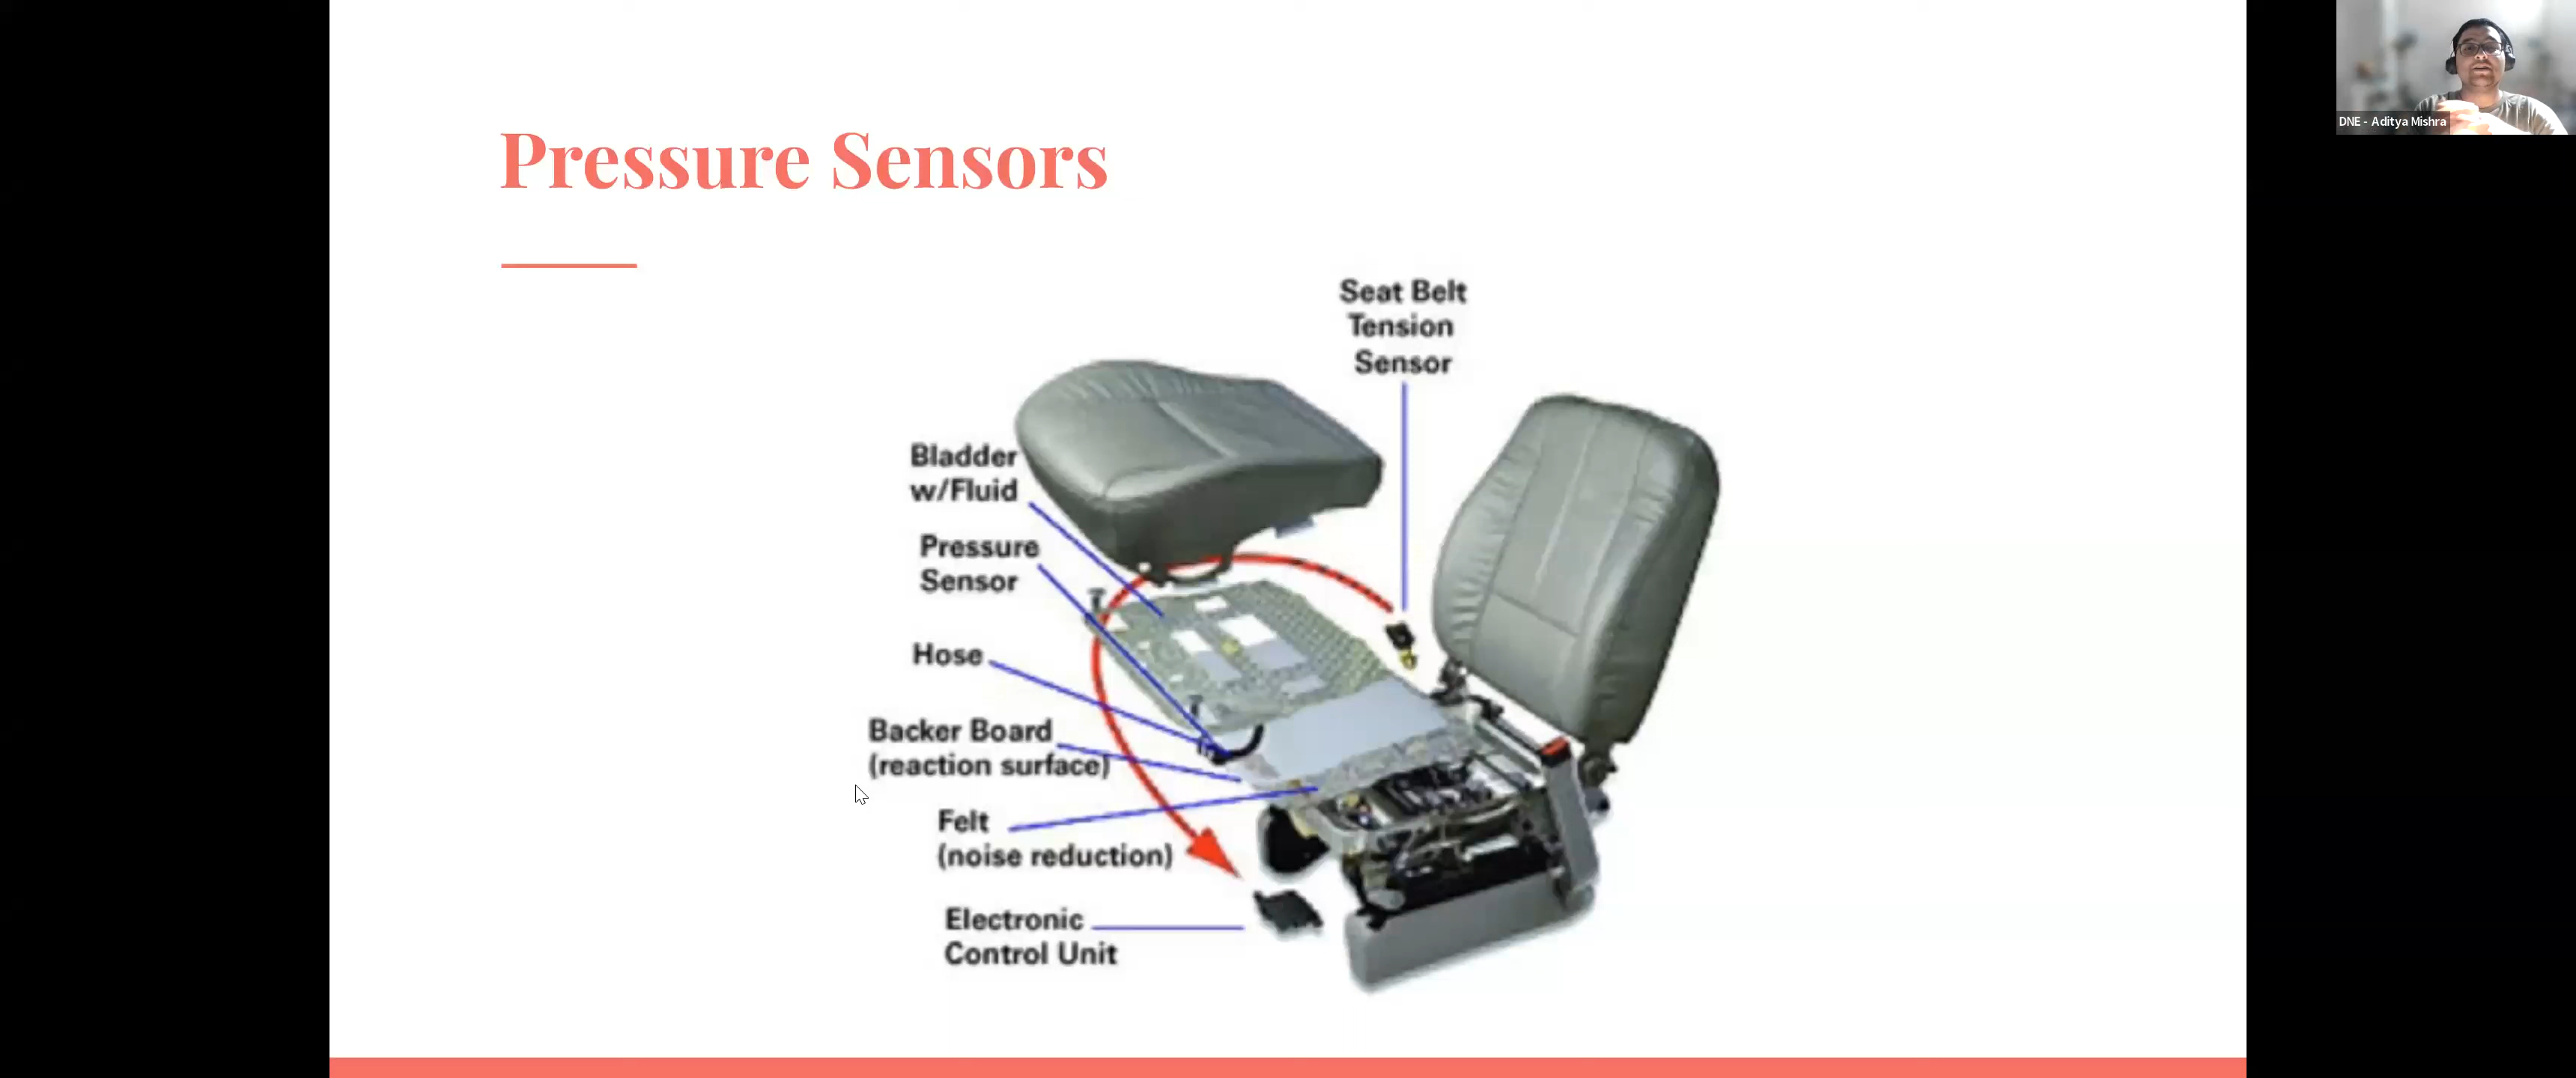 Pressure Sensors
Seat Belt
Tension
Sensor
Bladder
w/Fluid
Pressure
Sensor
Hose
Backer Board
(reaction surface)
Felt
(noise reduction)
Electronic
Control Unit
DNE - Aditya Mishra